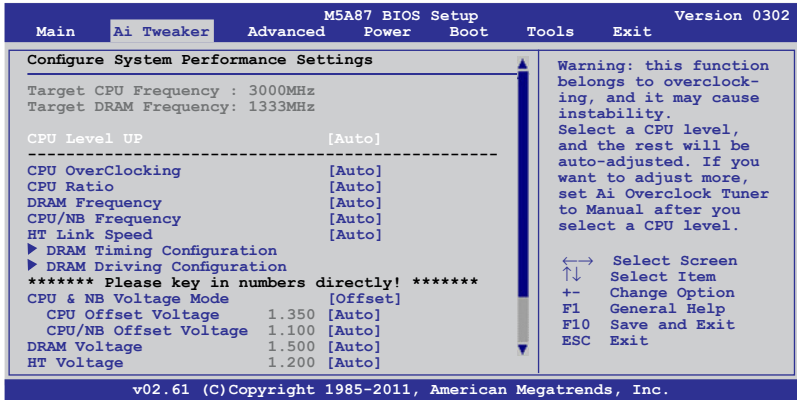 M5A87 BIOS Setup Version 0302
Main Ai Tweaker Advanced Power Boot Tools Exit
Configure System Performance Settings
Target CPU Frequency : 3000MHz
Target DRAM Frequency: 1333MHz
CPU Level UP [Auto]
------------------------------------------------
CPU OverClocking [Auto]
CPU Ratio [Auto]
DRAM Frequency [Auto]
CPU/NB Frequency [Auto]
HT Link Speed [Auto]
DRAM Timing Configuration
DRAM Driving Configuration
******* Please key in numbers directly! *******
CPU & NB Voltage Mode [Offset]
CPU Offset Voltage 1.350 [Auto]
CPU/NB Offset Voltage 1.100 [Auto]
DRAM Voltage 1.500 [Auto]
HT Voltage 1.200 [Auto]
Warning: this function
belongs to overclock-
ing, and it may cause
instability.
Select a CPU level,
and the rest will be
auto-adjusted. If you
want to adjust more,
set Ai Overclock Tuner
to Manual after you
select a CPU level.
←→ Select Screen
↑↓ Select Item
+- Change Option
F1 General Help
F10 Save and Exit
ESC Exit
v02.61 (C)Copyright 1985-2011, American Megatrends, Inc.